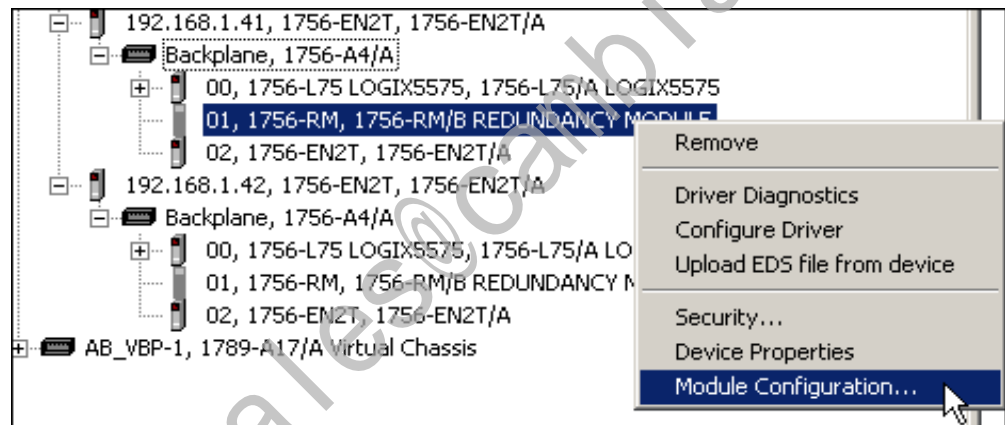 192.168.1.41, 1756-EN2T, 1756-EN2T/A
Backplane, 1756-A4/A
00, 1756-L75 LOGIX5575, 1756-L75/A LOGIX5575
01, 1756-RM, 1756-RM/B REDUNDANCY MODULE
02, 1756-EN2T, 1756-EN2T/A
192.168.1.42, 1756-EN2T, 1756-EN2T/A
Backplane, 1756-A4/A
00, 1756-L75 LOGIX5575, 1756-L75/A LO
01, 1756-RM, 1756-RM/B REDUNDANCY
02, 1756-EN2T, 1756-EN2T/A
AB_VBP-1, 1789-A17/A Virtual Chassis
Remove
Driver Diagnostics
Configure Driver
Upload EDS file from device
Security...
Device Properties
Module Configuration...
ales@camb